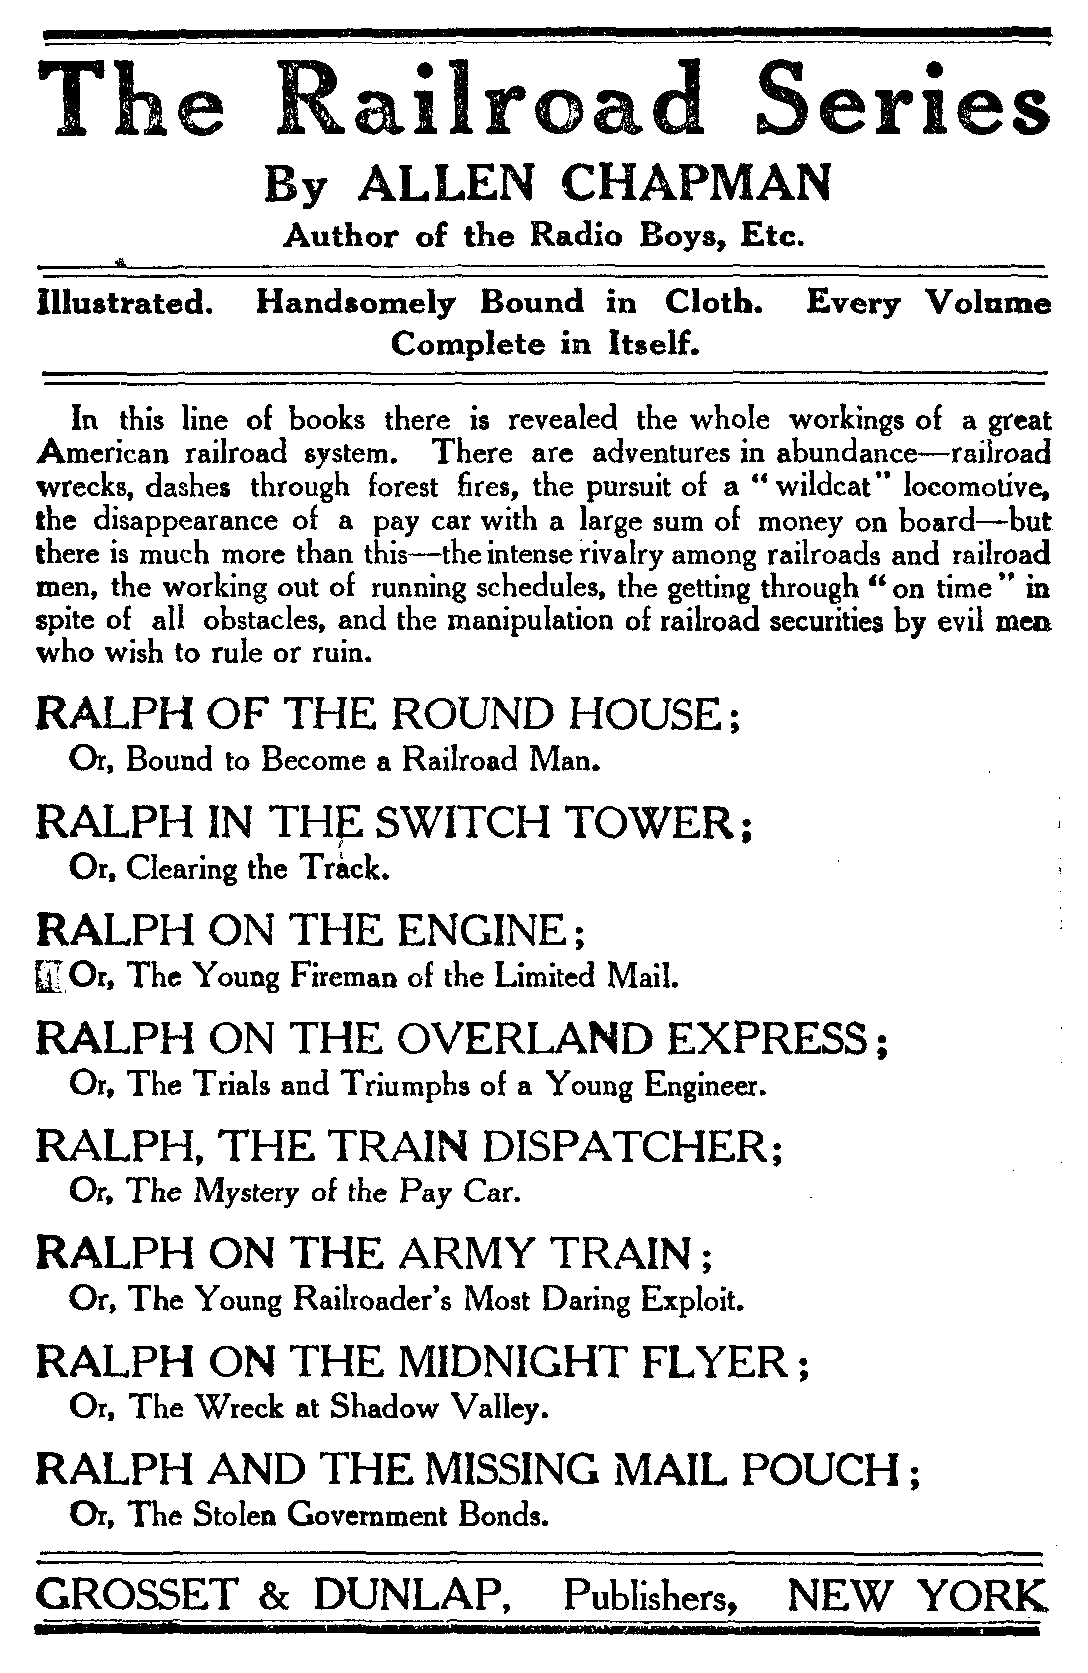 The Railroad Series
By ALLEN CHAPMAN
Author of the Radio Boys, Etc.
Illustrated. Handsomely Bound in Cloth. Every Volume
Complete in Itself.
In this line of books there is revealed the whole workings of a great
American railroad system. There are adventures in abundance—railroad
wrecks, dashes through forest fires, the pursuit of a “wildcat” locomotive,
the disappearance of a pay car with a large sum of money on board—but
there is much more than this—the intense rivalry among railroads and railroad
men, the working out of running schedules, the getting through “on time” in
spite of all obstacles, and the manipulation of railroad securities by evil men
who wish to rule or ruin.
RALPH OF THE ROUND HOUSE;
Or, Bound to Become a Railroad Man.
RALPH IN THE SWITCH TOWER;
Or, Clearing the Track.
RALPH ON THE ENGINE;
Or, The Young Fireman of the Limited Mail.
RALPH ON THE OVERLAND EXPRESS;
Or, The Trials and Triumphs of a Young Engineer.
RALPH, THE TRAIN DISPATCHER;
Or, The Mystery of the Pay Car.
RALPH ON THE ARMY TRAIN;
Or, The Young Railroader's Most Daring Exploit.
RALPH ON THE MIDNIGHT FLYER;
Or, The Wreck at Shadow Valley.
RALPH AND THE MISSING MAIL POUCH;
Or, The Stolen Government Bonds.
GROSSET & DUNLAP, Publishers, NEW YORK